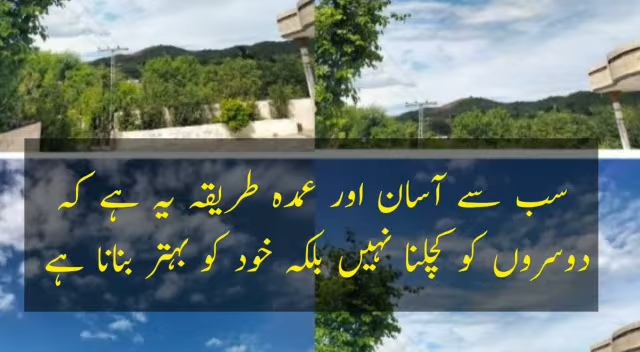 سب سے آسان اور عمدہ طریقہ یہ ہے کہ
دوسروں کو کچلنا نہیں بلکہ خود کو بہتر بنانا ہے